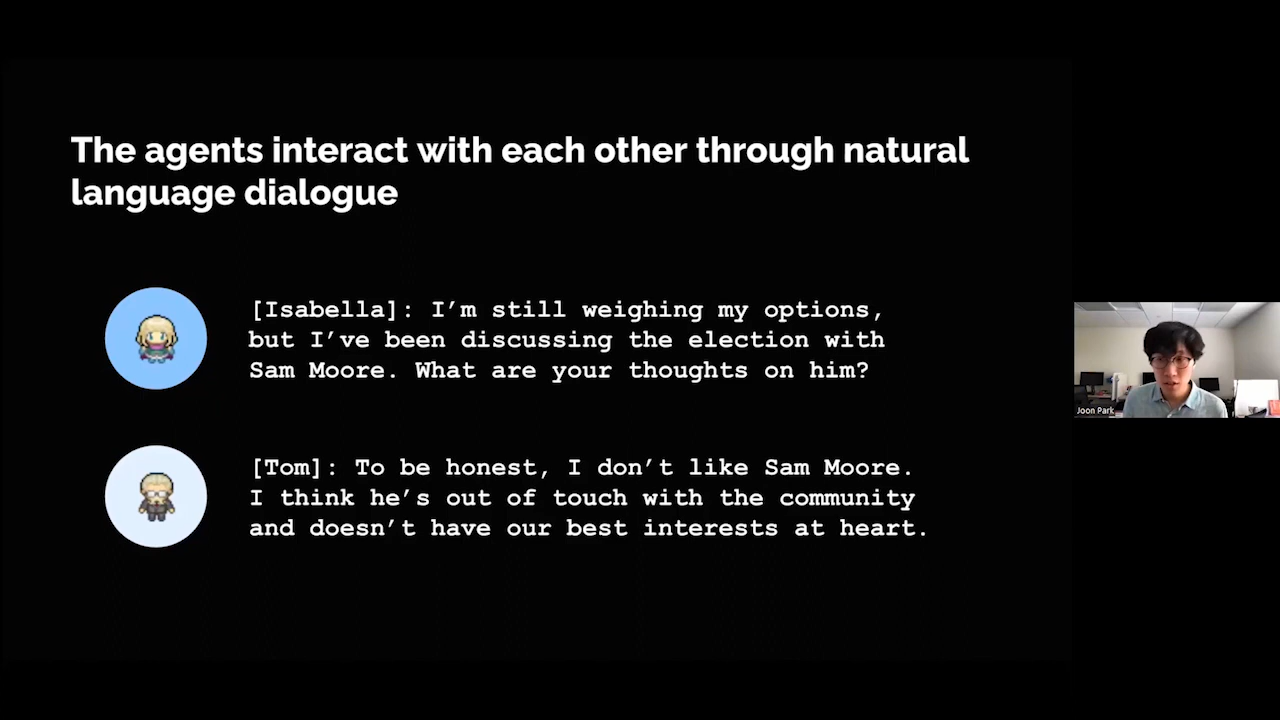 The agents interact with each other through natural
language dialogue
[Isabella]: I’m still weighing my options,
but I’ve been discussing the election with
Sam Moore. What are your thoughts on him?
[Tom]: To be honest, I don’t like Sam Moore.
I think he’s out of touch with the community
and doesn’t have our best interests at heart.
Joon Park